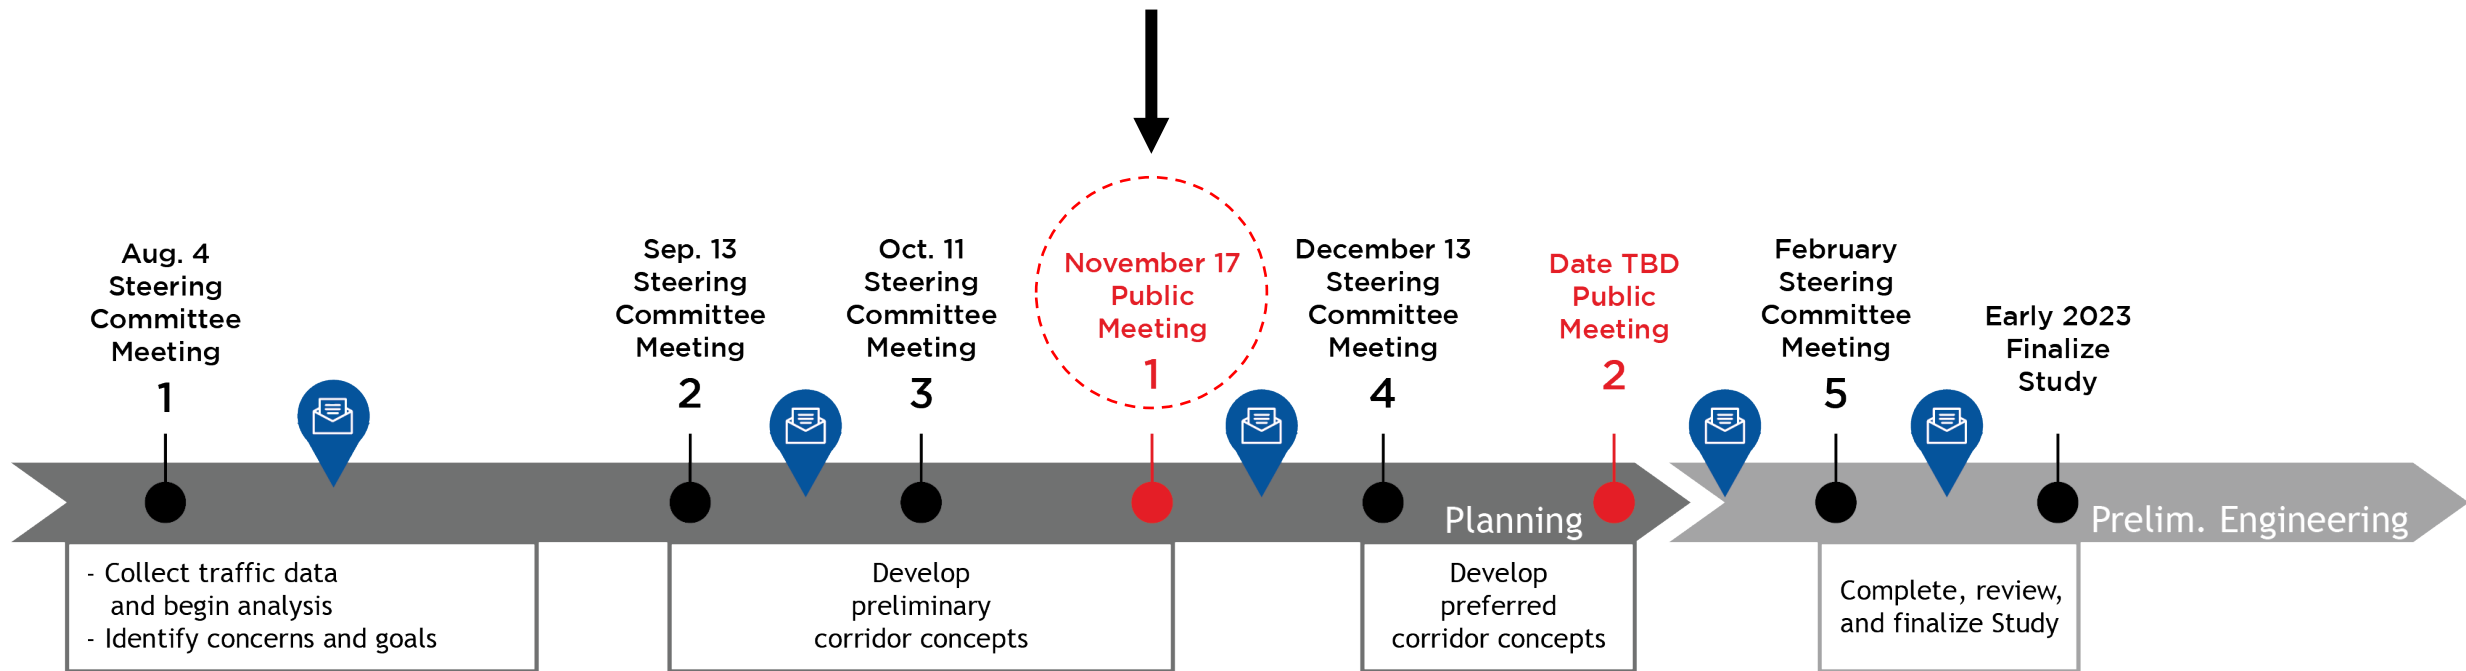 Aug. 4
Steering
Committee
Meeting
1
Sep. 13
Steering
Committee
Meeting
2
Oct. 11
Steering
Committee
Meeting
3
November 17
Public
Meeting
1
December 13
Steering
Committee
Meeting
4
Date TBD
Public
Meeting
2
February
Steering
Committee
Meeting
5
Early 2023
Finalize
Study
Planning
Prelim. Engineering
- Collect traffic data
and begin analysis
- Identify concerns and goals
Develop
preliminary
corridor concepts
Develop
preferred
corridor concepts
Complete, review,
and finalize Study